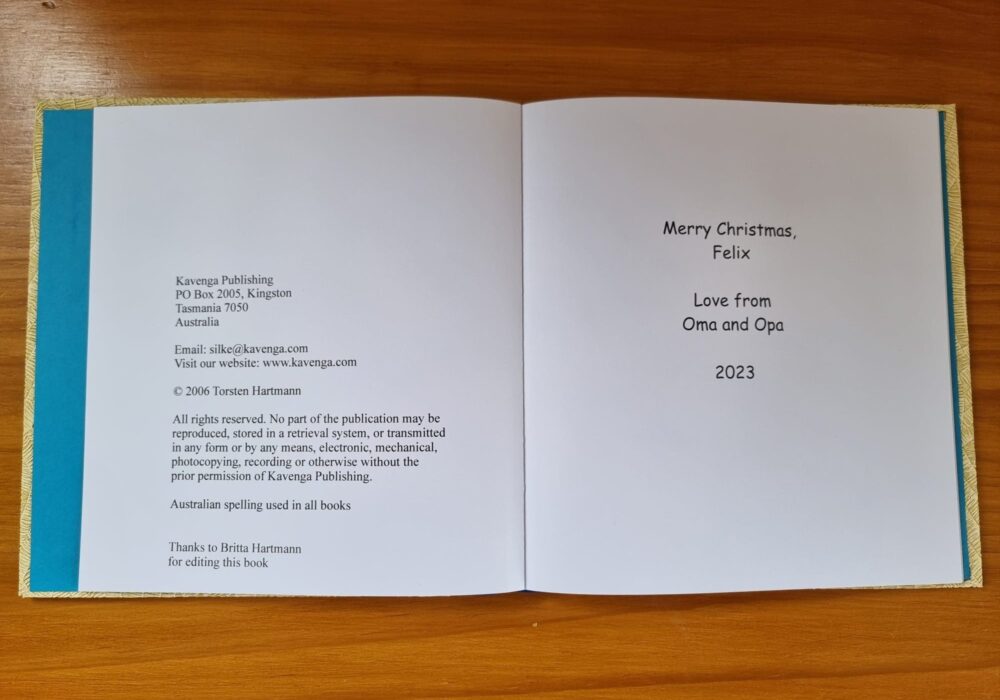 Kavenga Publishing
PO Box 2005, Kingston
Tasmania 7050
Australia
Email: silke@kavenga.com
Visit our website: www.kavenga.com
© 2006 Torsten Hartmann
All rights reserved. No part of the publication may be
reproduced, stored in a retrieval system, or transmitted
in any form or by any means, electronic, mechanical,
photocopying, recording or otherwise without the
prior permission of Kavenga Publishing.
Australian spelling used in all books
Thanks to Britta Hartmann
for editing this book
Merry Christmas,
Felix
Love from
Oma and Opa
2023